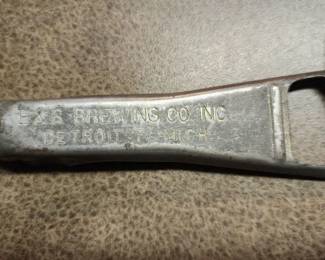 E & B BREWING CO INC
DETROIT MICH